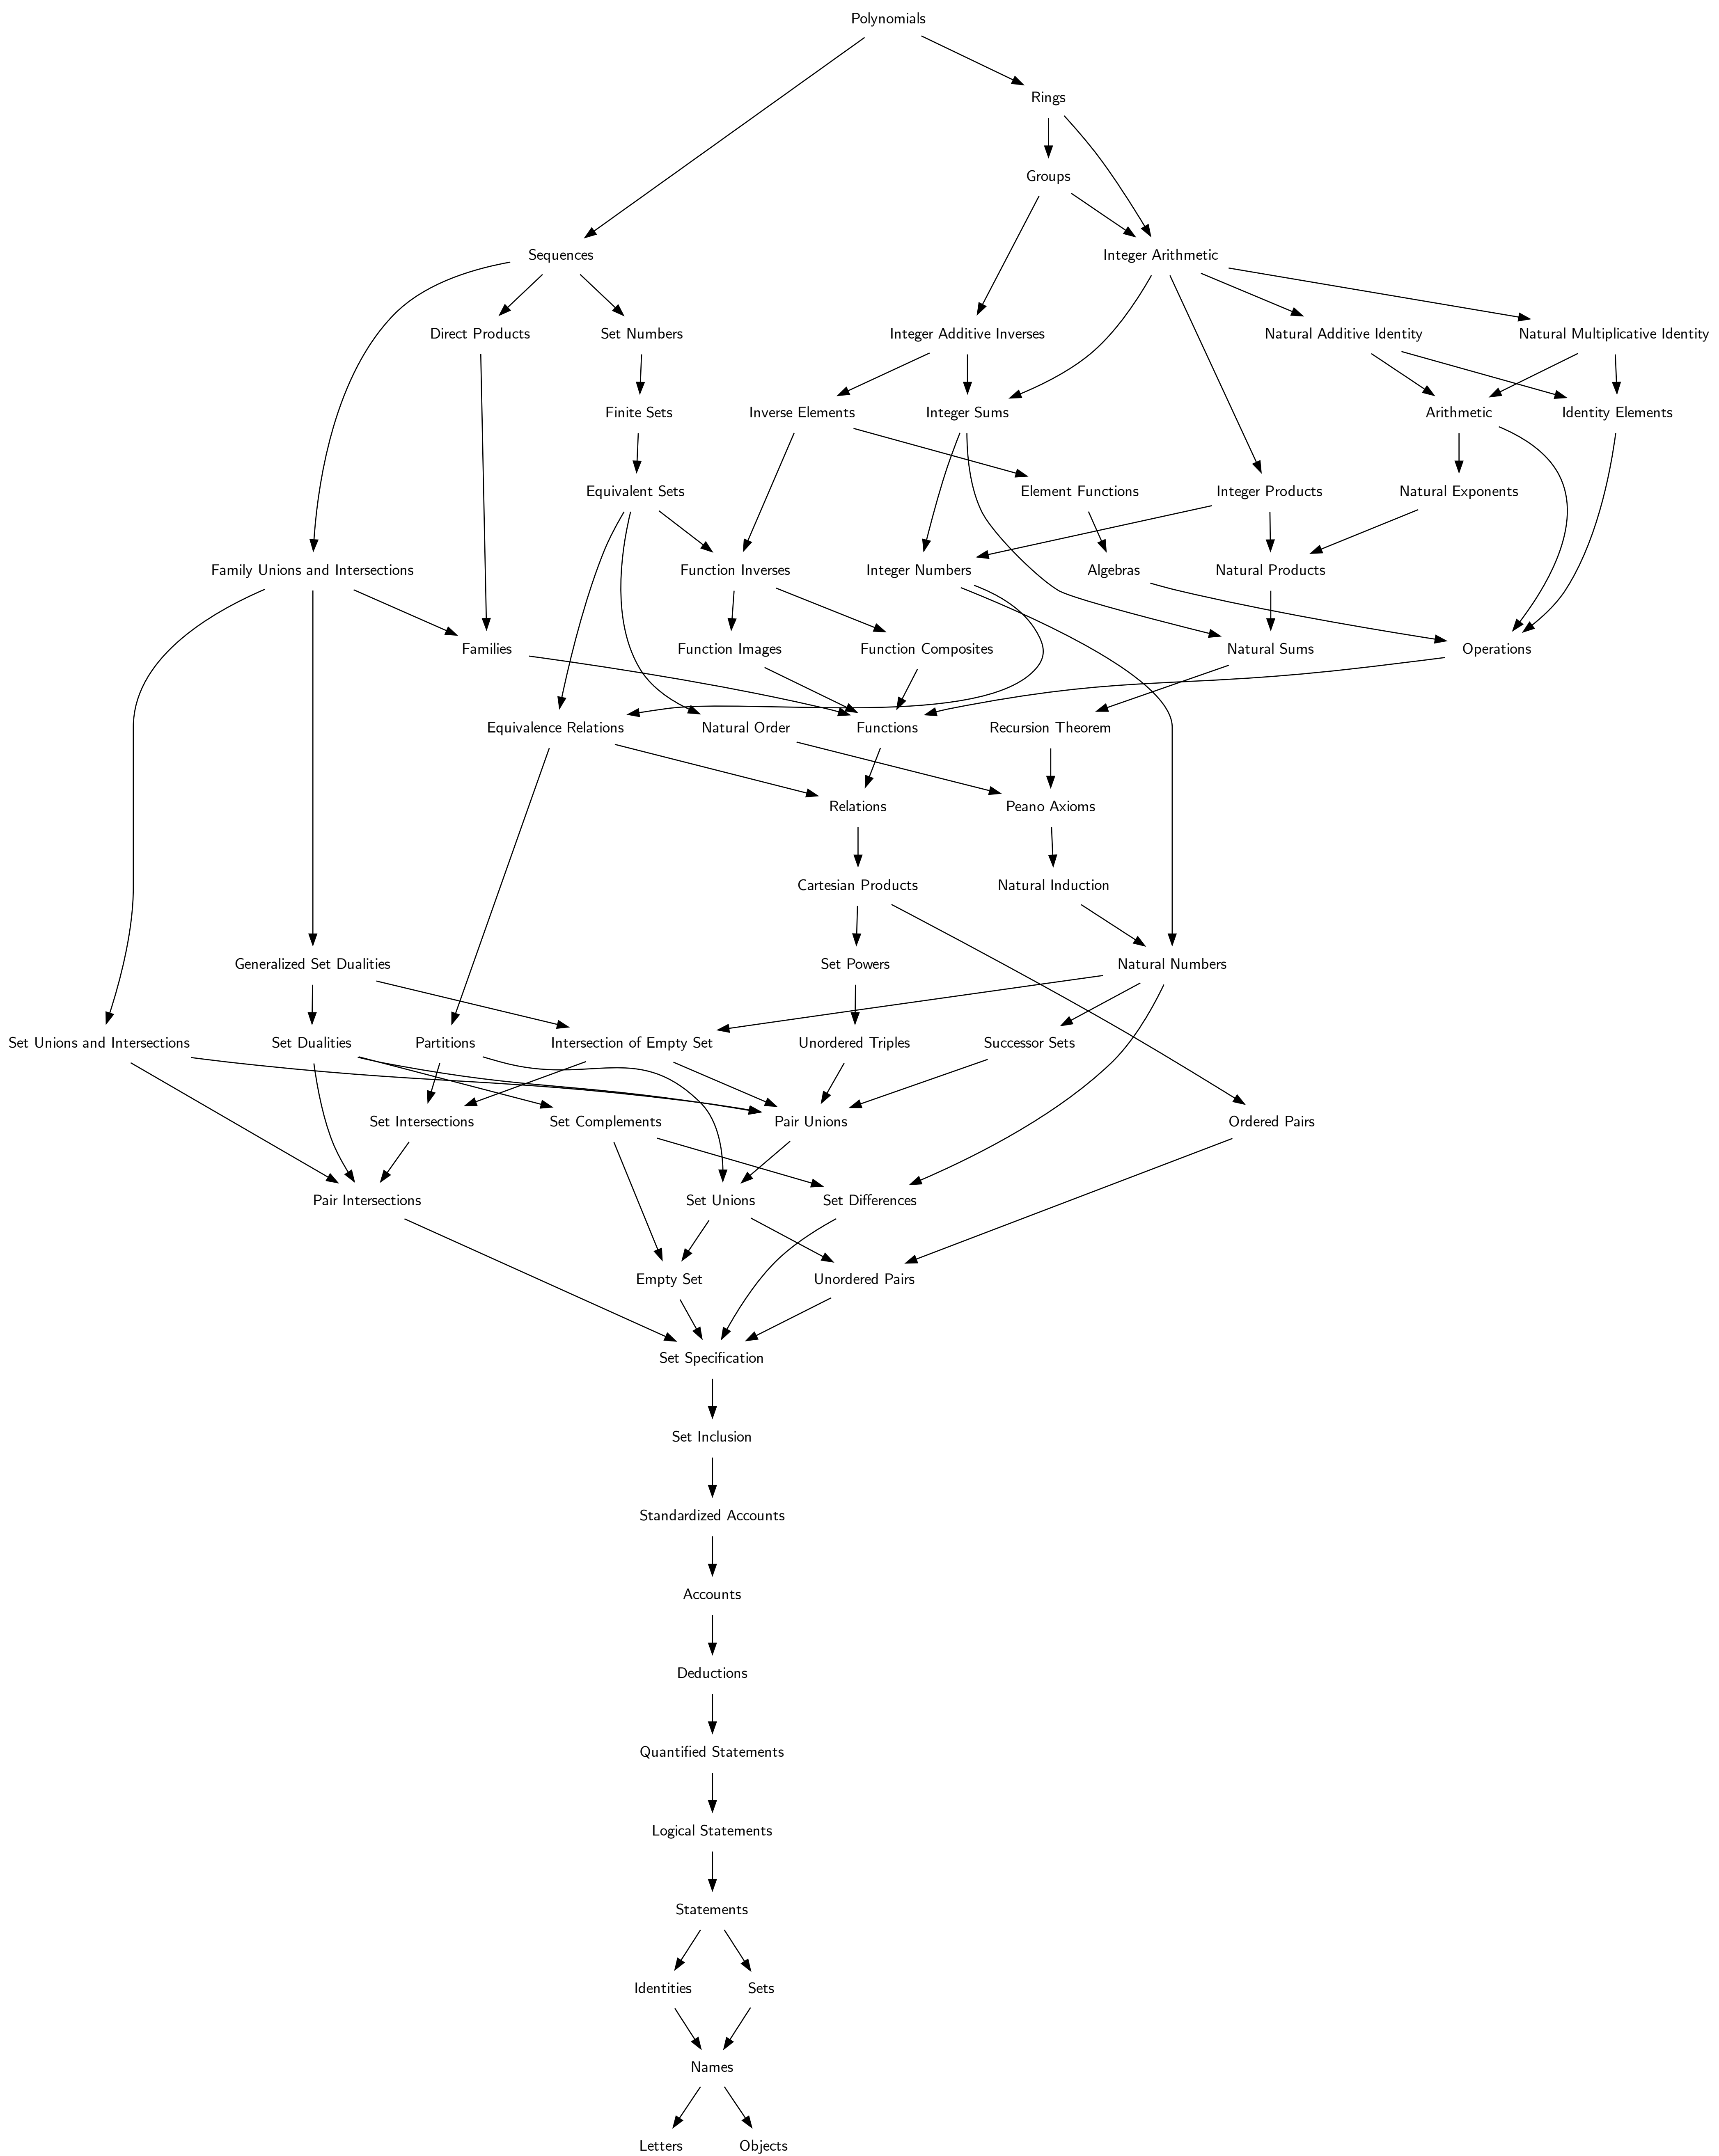 Polynomials
Rings
Groups
Sequences
Integer Arithmetic
Direct Products
Set Numbers
Integer Additive Inverses
Natural Additive Identity
Natural Multiplicative Identity
Finite Sets
Inverse Elements
Integer Sums
Arithmetic
Identity Elements
Equivalent Sets
Element Functions
Integer Products
Natural Exponents
Family Unions and Intersections
Function Inverses
Integer Numbers
Algebras
Natural Products
Families
Function Images
Function Composites
Natural Sums
Operations
Equivalence Relations
Natural Order
Functions
Recursion Theorem
Relations
Peano Axioms
Cartesian Products
Natural Induction
Generalized Set Dualities
Set Powers
Natural Numbers
Set Unions and Intersections
Set Dualities
Partitions
Intersection of Empty Set
Unordered Triples
Successor Sets
Set Intersections
Set Complements
Pair Unions
Ordered Pairs
Pair Intersections
Set Unions
Set Differences
Empty Set
Unordered Pairs
Set Specification
Set Inclusion
Standardized Accounts
Accounts
Deductions
Quantified Statements
Logical Statements
Statements
Identities
Sets
Names
Letters
Objects